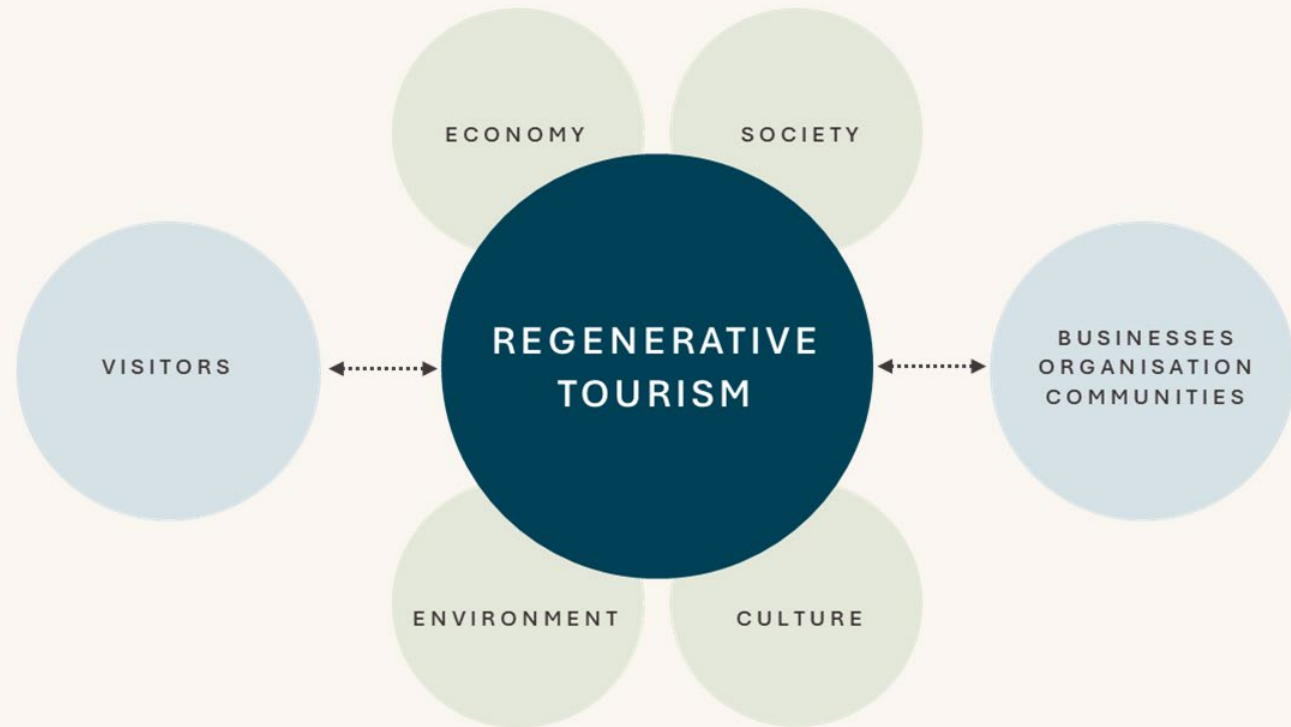 ECONOMY
SOCIETY
VISITORS
REGENERATIVE
TOURISM
BUSINESSES
ORGANISATION
COMMUNITIES
ENVIRONMENT
CULTURE